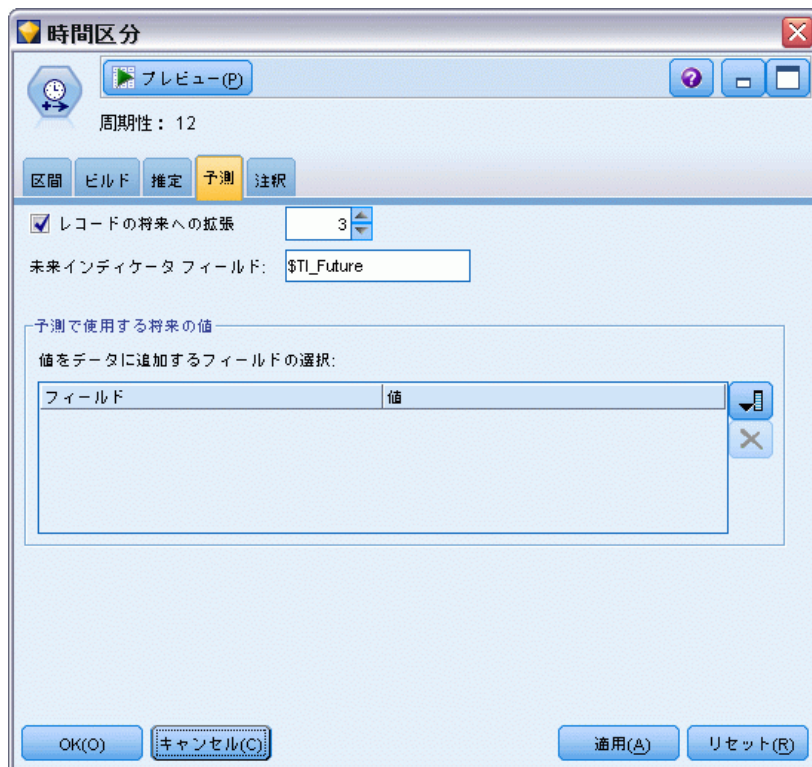 時間区分
プレビュー(P)
周期性： 12
区間 ビルド 推定 予測 注釈
レコードの将来への拡張 3
未来インディケータ フィールド: $TI_Future
予測で使用する将来の値
値をデータに追加するフィールドの選択:
フィールド 値
OK(O) キャンセル(C) 適用(A) リセット(R)